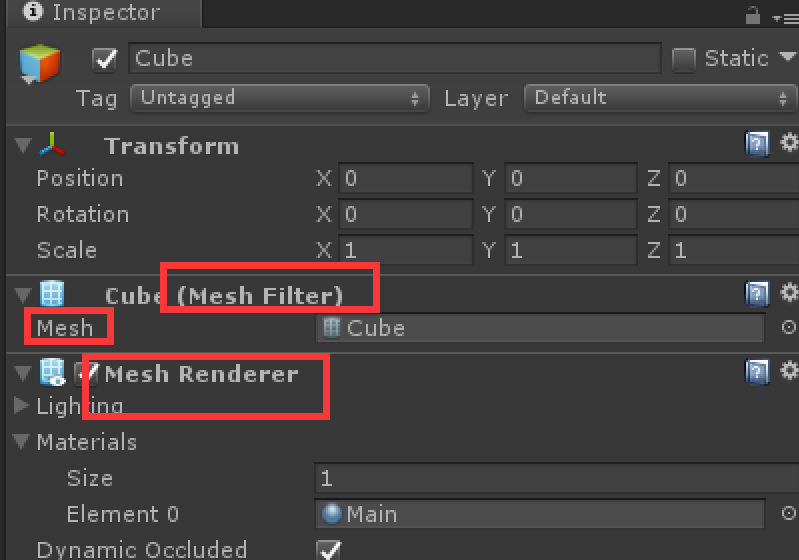 Inspector
Cube Static
Tag Untagged Layer Default
Transform
Position X 0 Y 0 Z 0
Rotation X 0 Y 0 Z 0
Scale X 1 Y 1 Z 1
Cube (Mesh Filter)
Mesh Cube
Mesh Renderer
Lighting
Materials
Size 1
Element 0 Main
Dynamic Occluded